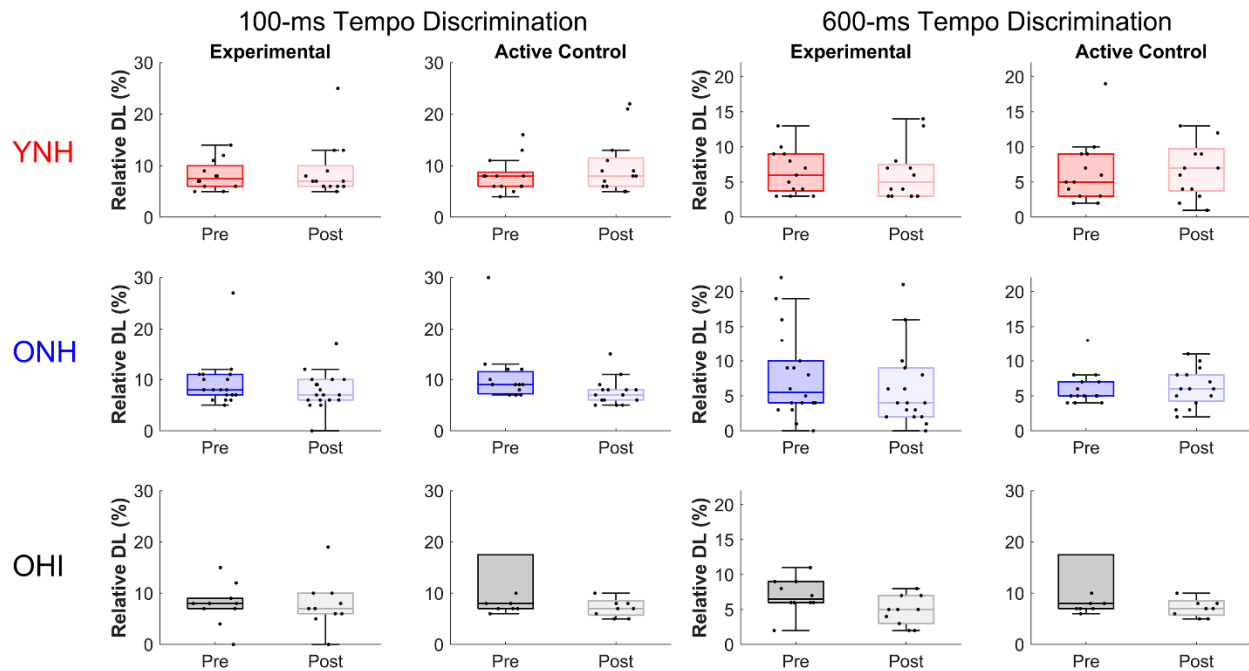 100-ms Tempo Discrimination 600-ms Tempo Discrimination
Experimental Active Control Experimental Active Control
YNH
Relative DL (%)
30
20
10
0
Pre Post
30
20
10
0
Pre Post
Relative DL (%)
20
15
10
5
0
Pre Post
20
15
10
5
0
Pre Post
ONH
Relative DL (%)
30
20
10
0
Pre Post
30
20
10
0
Pre Post
Relative DL (%)
20
15
10
5
0
Pre Post
20
15
10
5
0
Pre Post
OHI
Relative DL (%)
30
20
10
0
Pre Post
30
20
10
0
Pre Post
Relative DL (%)
20
15
10
5
0
Pre Post
30
20
10
0
Pre Post